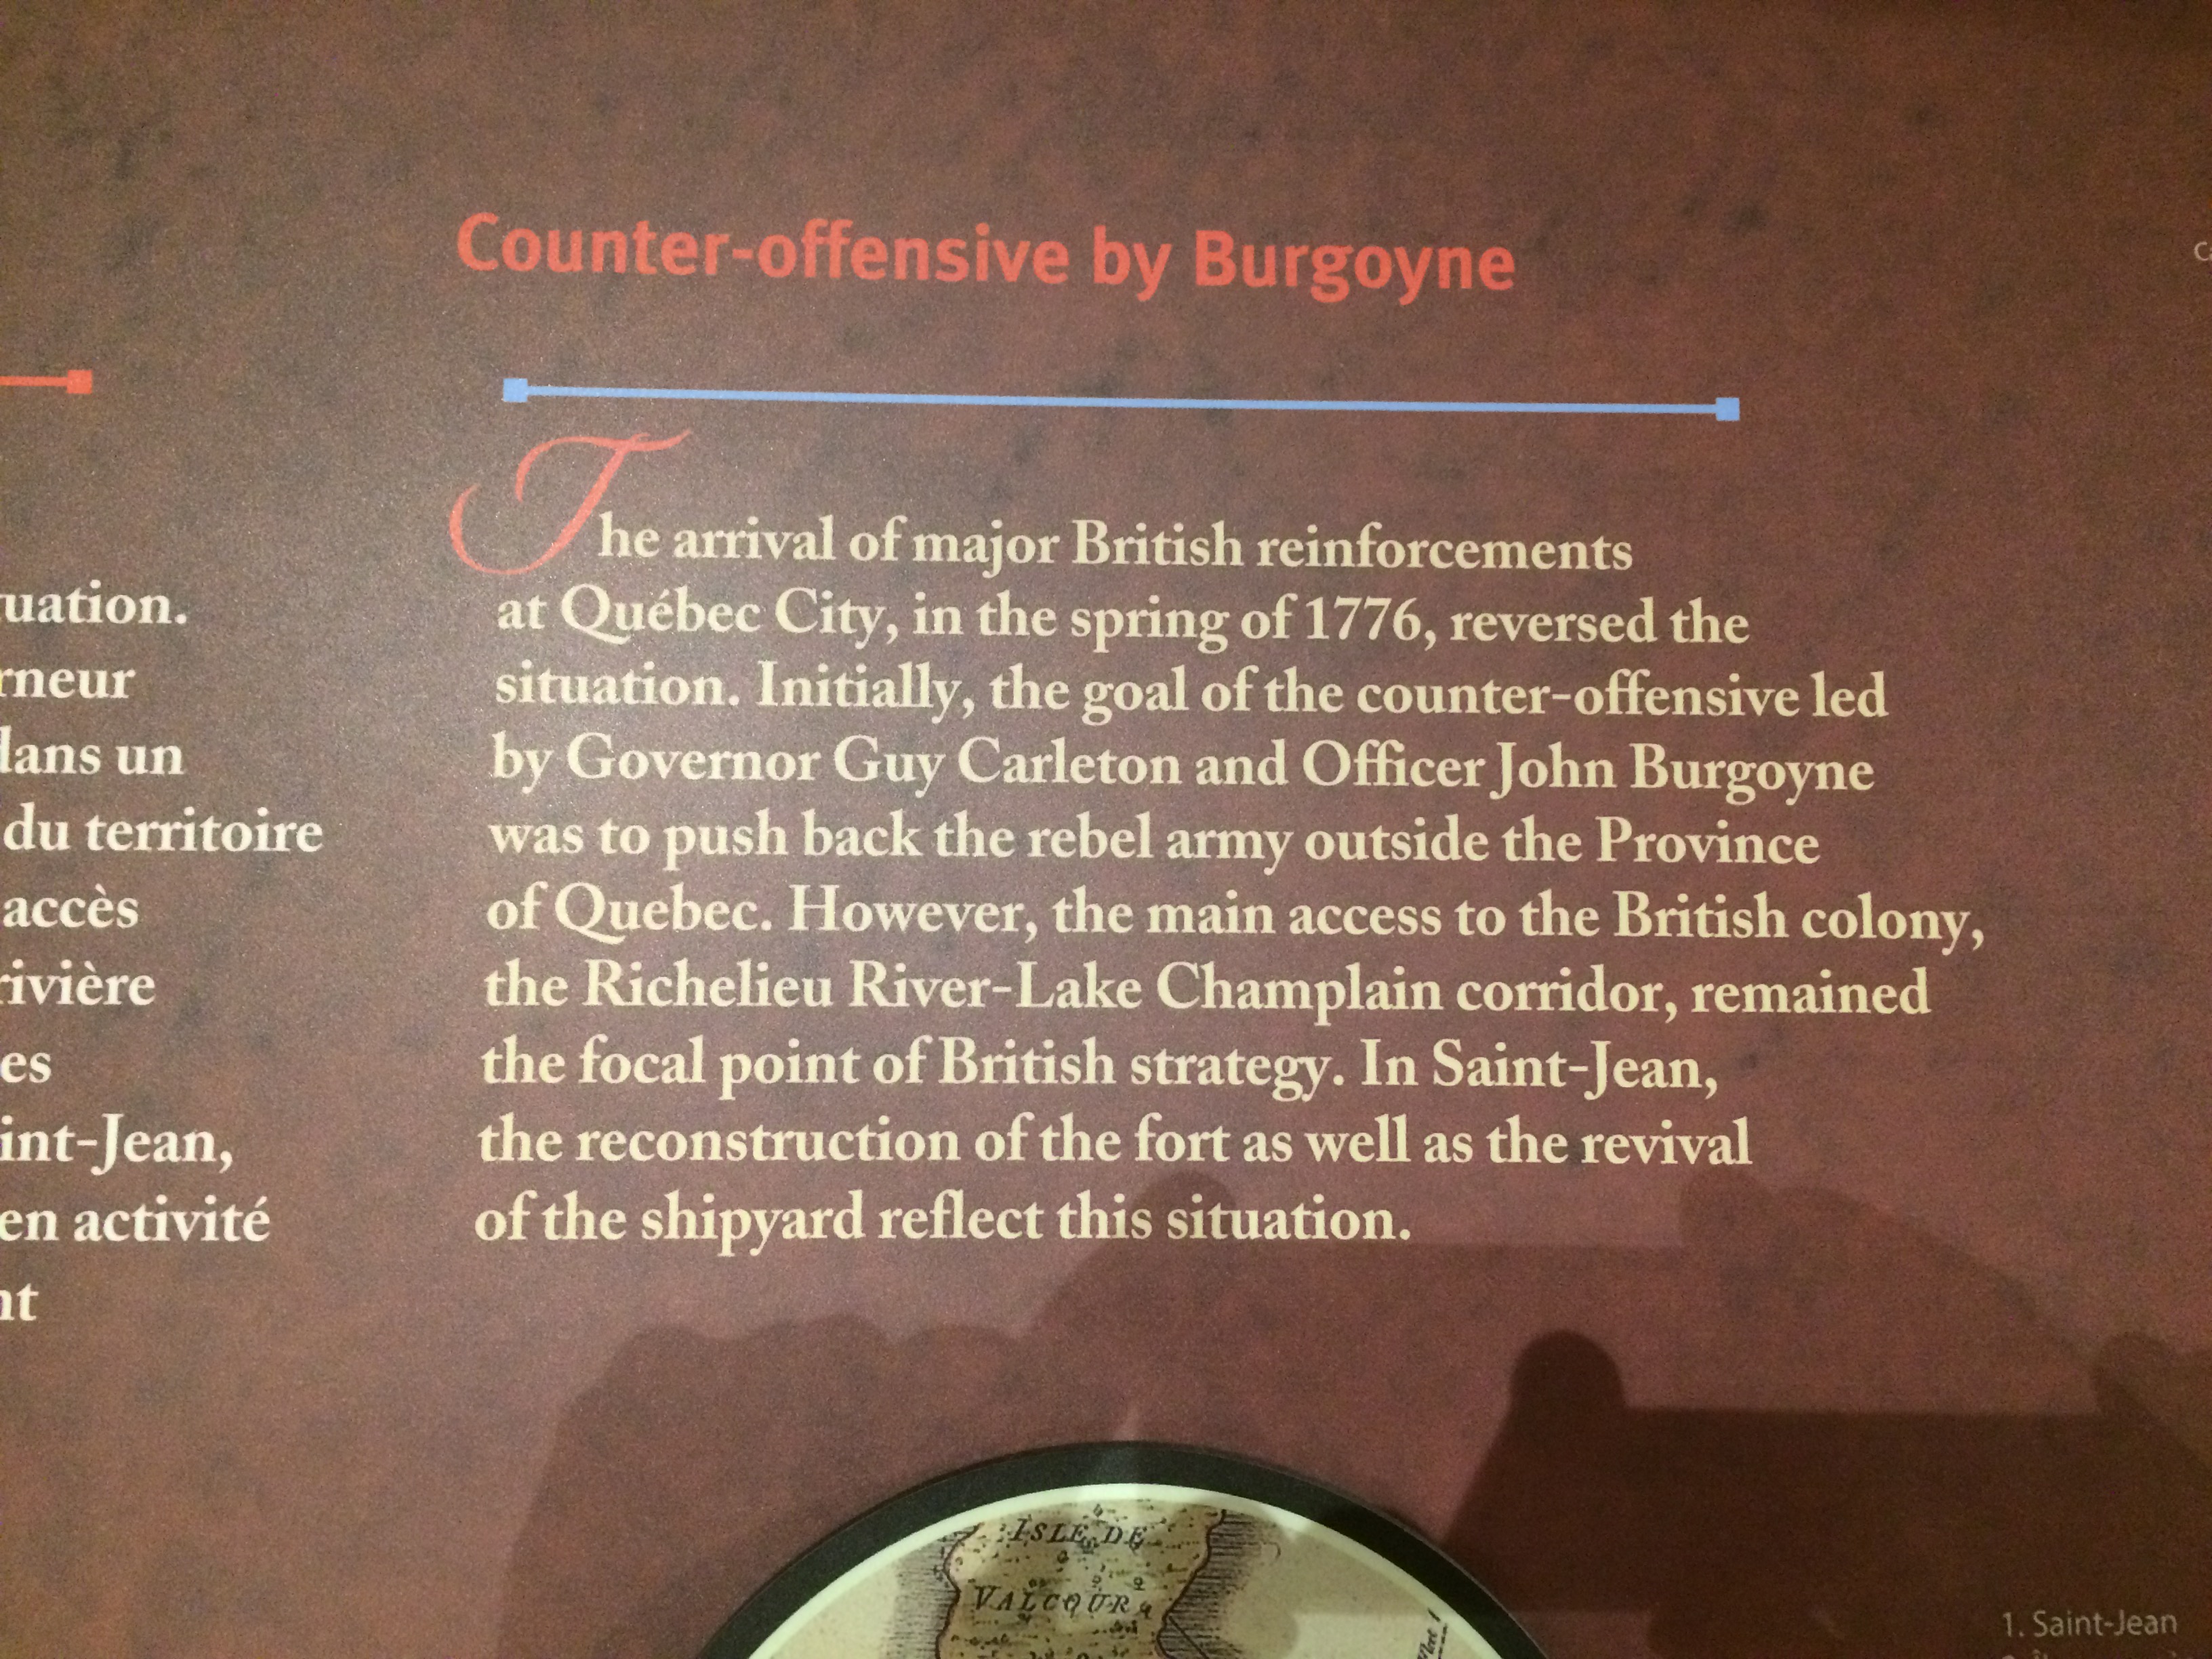 Counter-offensive by Burgoyne
The arrival of major British reinforcements
at Québec City, in the spring of 1776, reversed the
situation. Initially, the goal of the counter-offensive led
by Governor Guy Carleton and Officer John Burgoyne
was to push back the rebel army outside the Province
of Quebec. However, the main access to the British colony,
the Richelieu River-Lake Champlain corridor, remained
the focal point of British strategy. In Saint-Jean,
the reconstruction of the fort as well as the revival
of the shipyard reflect this situation.
dans un
du territoire
accès
rivière
int-Jean,
en activité
ISLE DE
VALCOUR
1. Saint-Jean